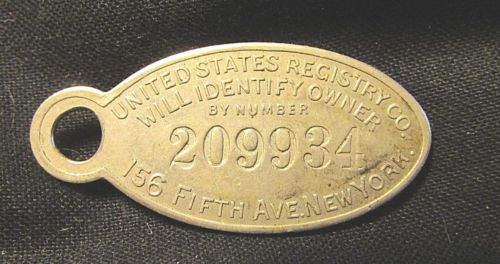 UNITED STATES REGISTRY CO.
WILL IDENTIFY OWNER
BY NUMBER
209934
156 FIFTH AVE. NEW YORK.